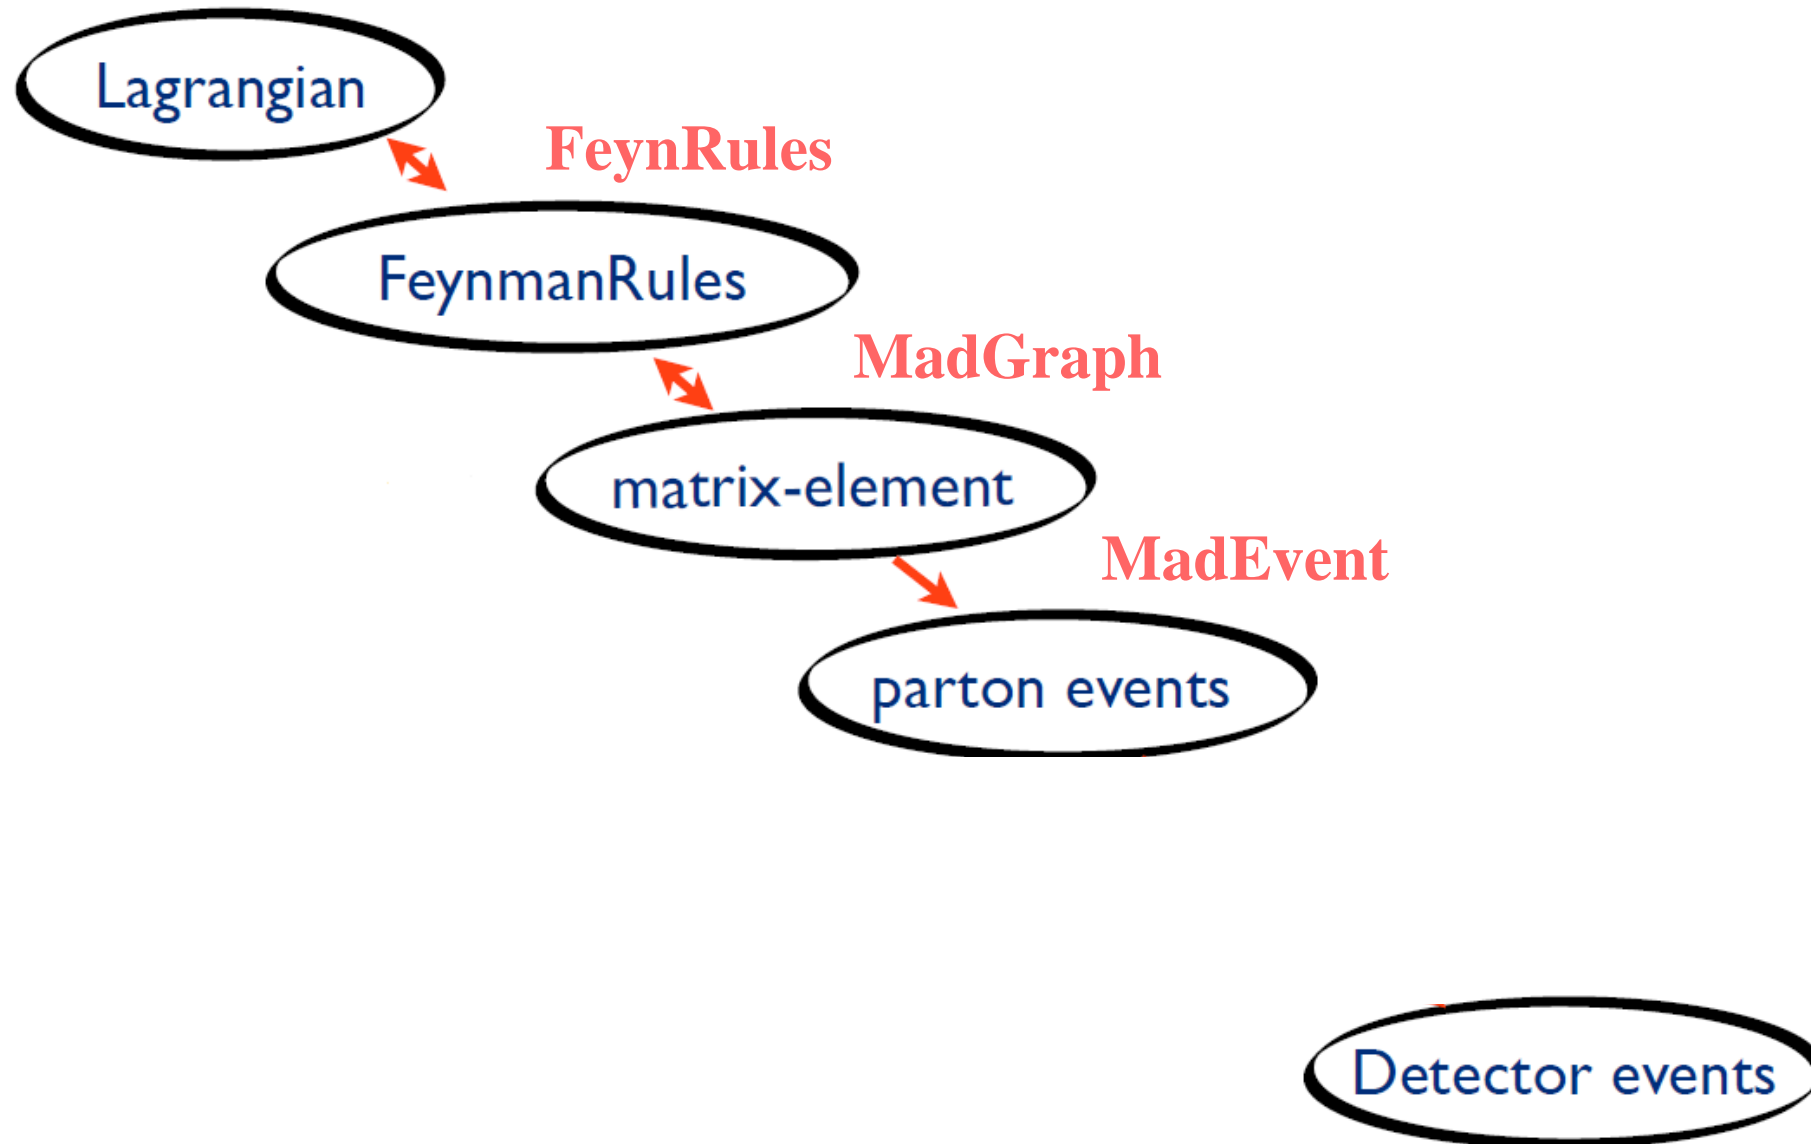 Lagrangian
FeynRules
FeynmanRules
MadGraph
matrix-element
MadEvent
parton events
Detector events